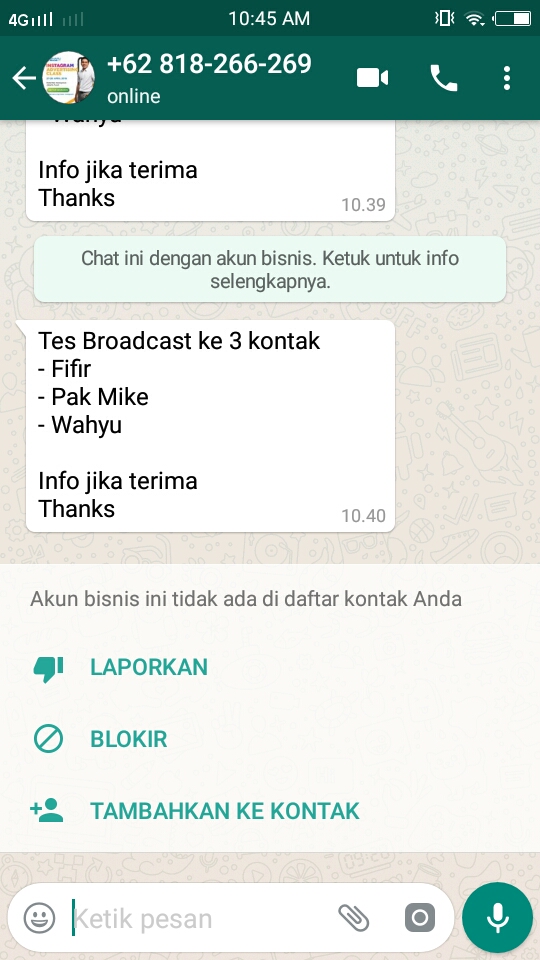 4G
10:45 AM
+62 818-266-269
online
- Wahyu
Info jika terima
Thanks
10.39
Chat ini dengan akun bisnis. Ketuk untuk info
selengkapnya.
Tes Broadcast ke 3 kontak
- Fifir
- Pak Mike
- Wahyu
Info jika terima
Thanks
10.40
Akun bisnis ini tidak ada di daftar kontak Anda
LAPORKAN
BLOKIR
TAMBAHKAN KE KONTAK
Ketik pesan